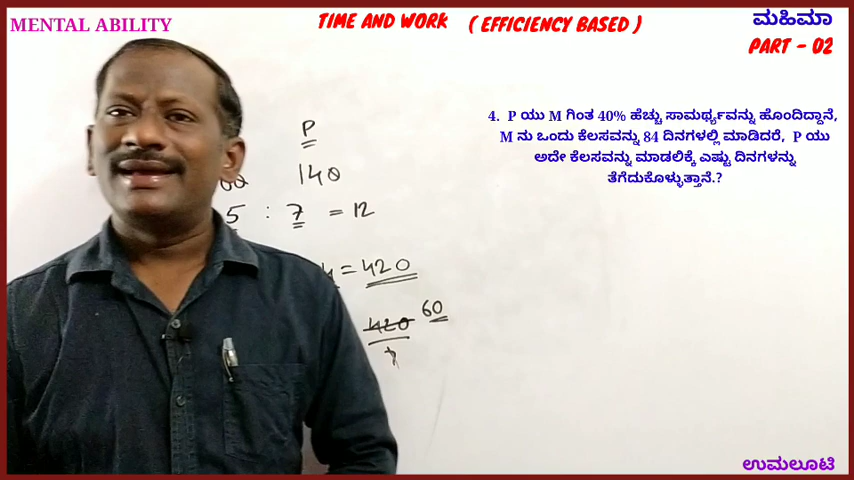 MENTAL ABILITY
TIME AND WORK ( EFFICIENCY BASED )
ಮಹಿಮಾ
PART - 02
4. P ಯು M ಗಿಂತ 40% ಹೆಚ್ಚು ಸಾಮರ್ಥ್ಯವನ್ನು ಹೊಂದಿದ್ದಾನೆ,
M ನು ಒಂದು ಕೆಲಸವನ್ನು 84 ದಿನಗಳಲ್ಲಿ ಮಾಡಿದರೆ, P ಯು
ಅದೇ ಕೆಲಸವನ್ನು ಮಾಡಲಿಕ್ಕೆ ಎಷ್ಟು ದಿನಗಳನ್ನು
ತೆಗೆದುಕೊಳ್ಳುತ್ತಾನೆ.?
P
140
5 : 7 = 12
= 420
420 60
7
ಉಮಲೂಟಿ